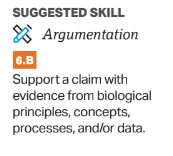 SUGGESTED SKILL
Argumentation
6.B
Support a claim with
evidence from biological
principles, concepts,
processes, and/or data.